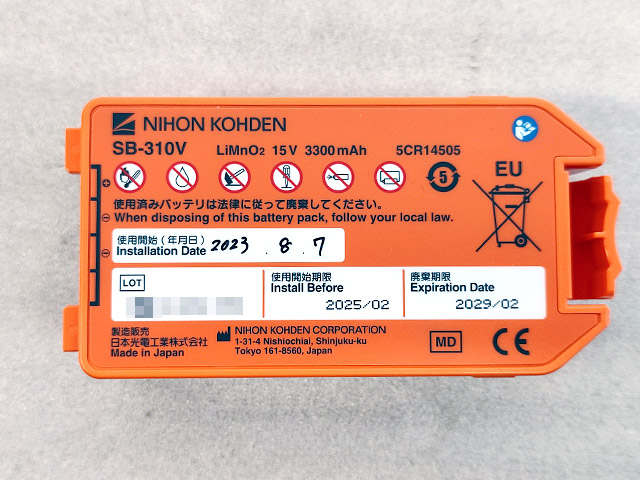 NIHON KOHDEN
SB-310V LiMnO2 15V 3300mAh 5CR14505
5
EU
使用済みバッテリは法律に従って廃棄してください。
When disposing of this battery pack, follow your local law.
使用開始（年月日）
Installation Date 2023 . 8 . 7
LOT
使用開始期限
Install Before
2025/02
廃棄期限
Expiration Date
2029/02
製造販売
日本光電工業株式会社
Made in Japan
NIHON KOHDEN CORPORATION
1-31-4 Nishiochiai, Shinjuku-ku
Tokyo 161-8560, Japan
MD
CE